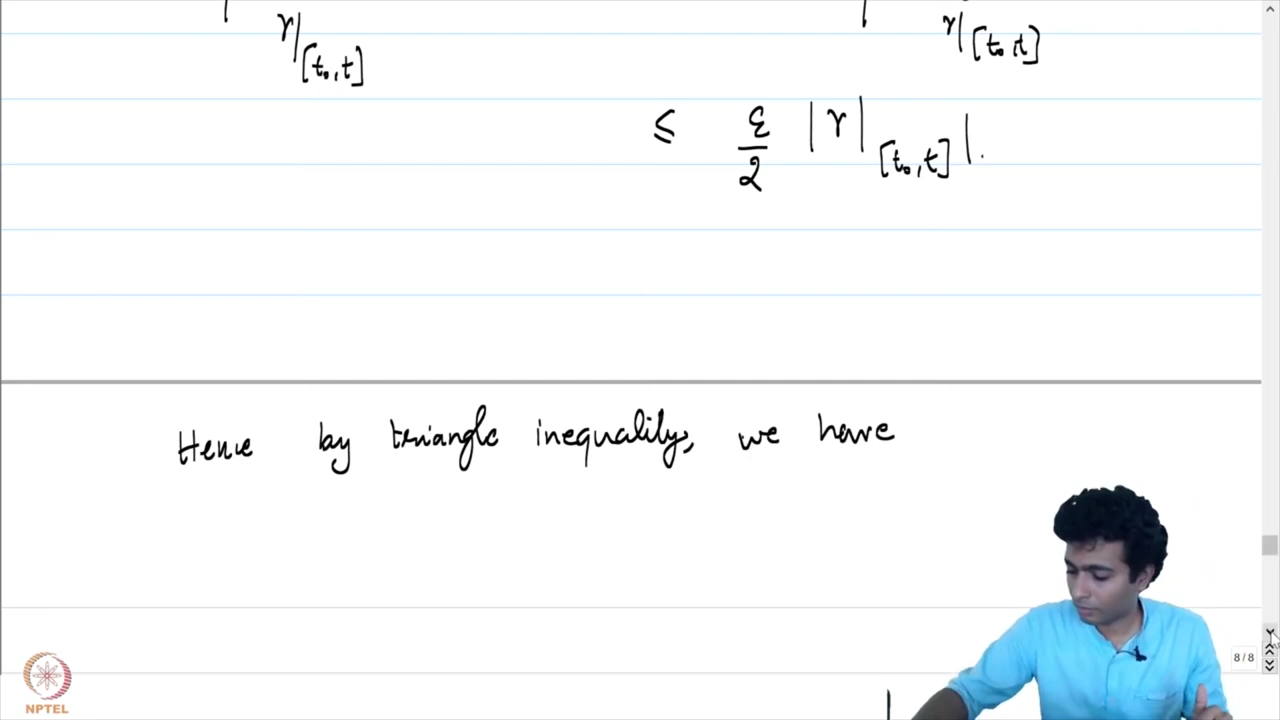 γ|[t₀,t] γ|[t₀,t]
≤ ε/2 |γ|[t₀,t]|.
Hence by triangle inequality, we have
8/8
NPTEL